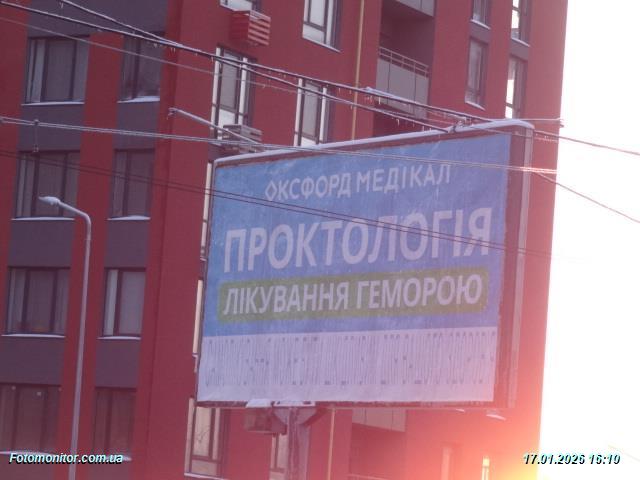 ОКСФОРД МЕДІКАЛ
ПРОКТОЛОГІЯ
ЛІКУВАННЯ ГЕМОРОЮ
Fotomonitor.com.ua
17.01.2026 16:10